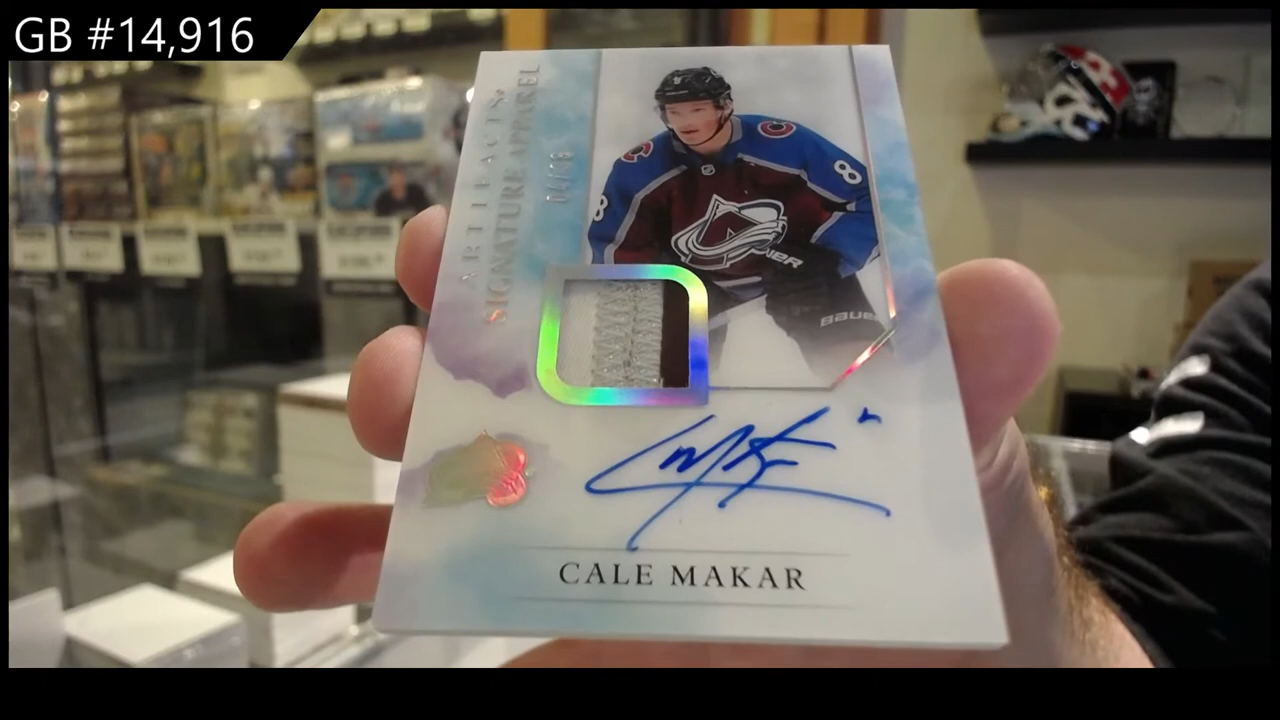 GB #14,916
ARTIFACTS
SIGNATURE APPAREL
8
8
BAUER
CALE MAKAR